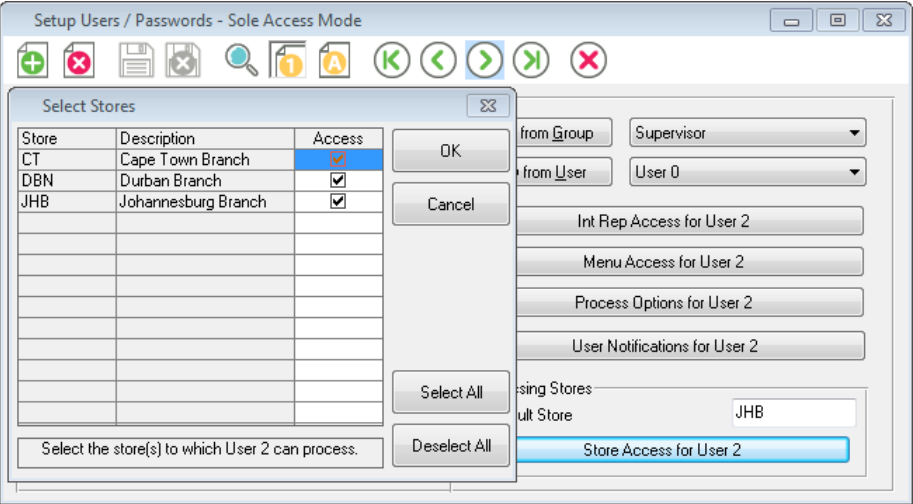 Setup Users / Passwords - Sole Access Mode
1
A
Select Stores
Store Description Access
CT Cape Town Branch
DBN Durban Branch
JHB Johannesburg Branch
OK
Cancel
Select All
Deselect All
Select the store(s) to which User 2 can process.
from Group Supervisor
from User User 0
Int Rep Access for User 2
Menu Access for User 2
Process Options for User 2
User Notifications for User 2
Stores
Store JHB
Store Access for User 2